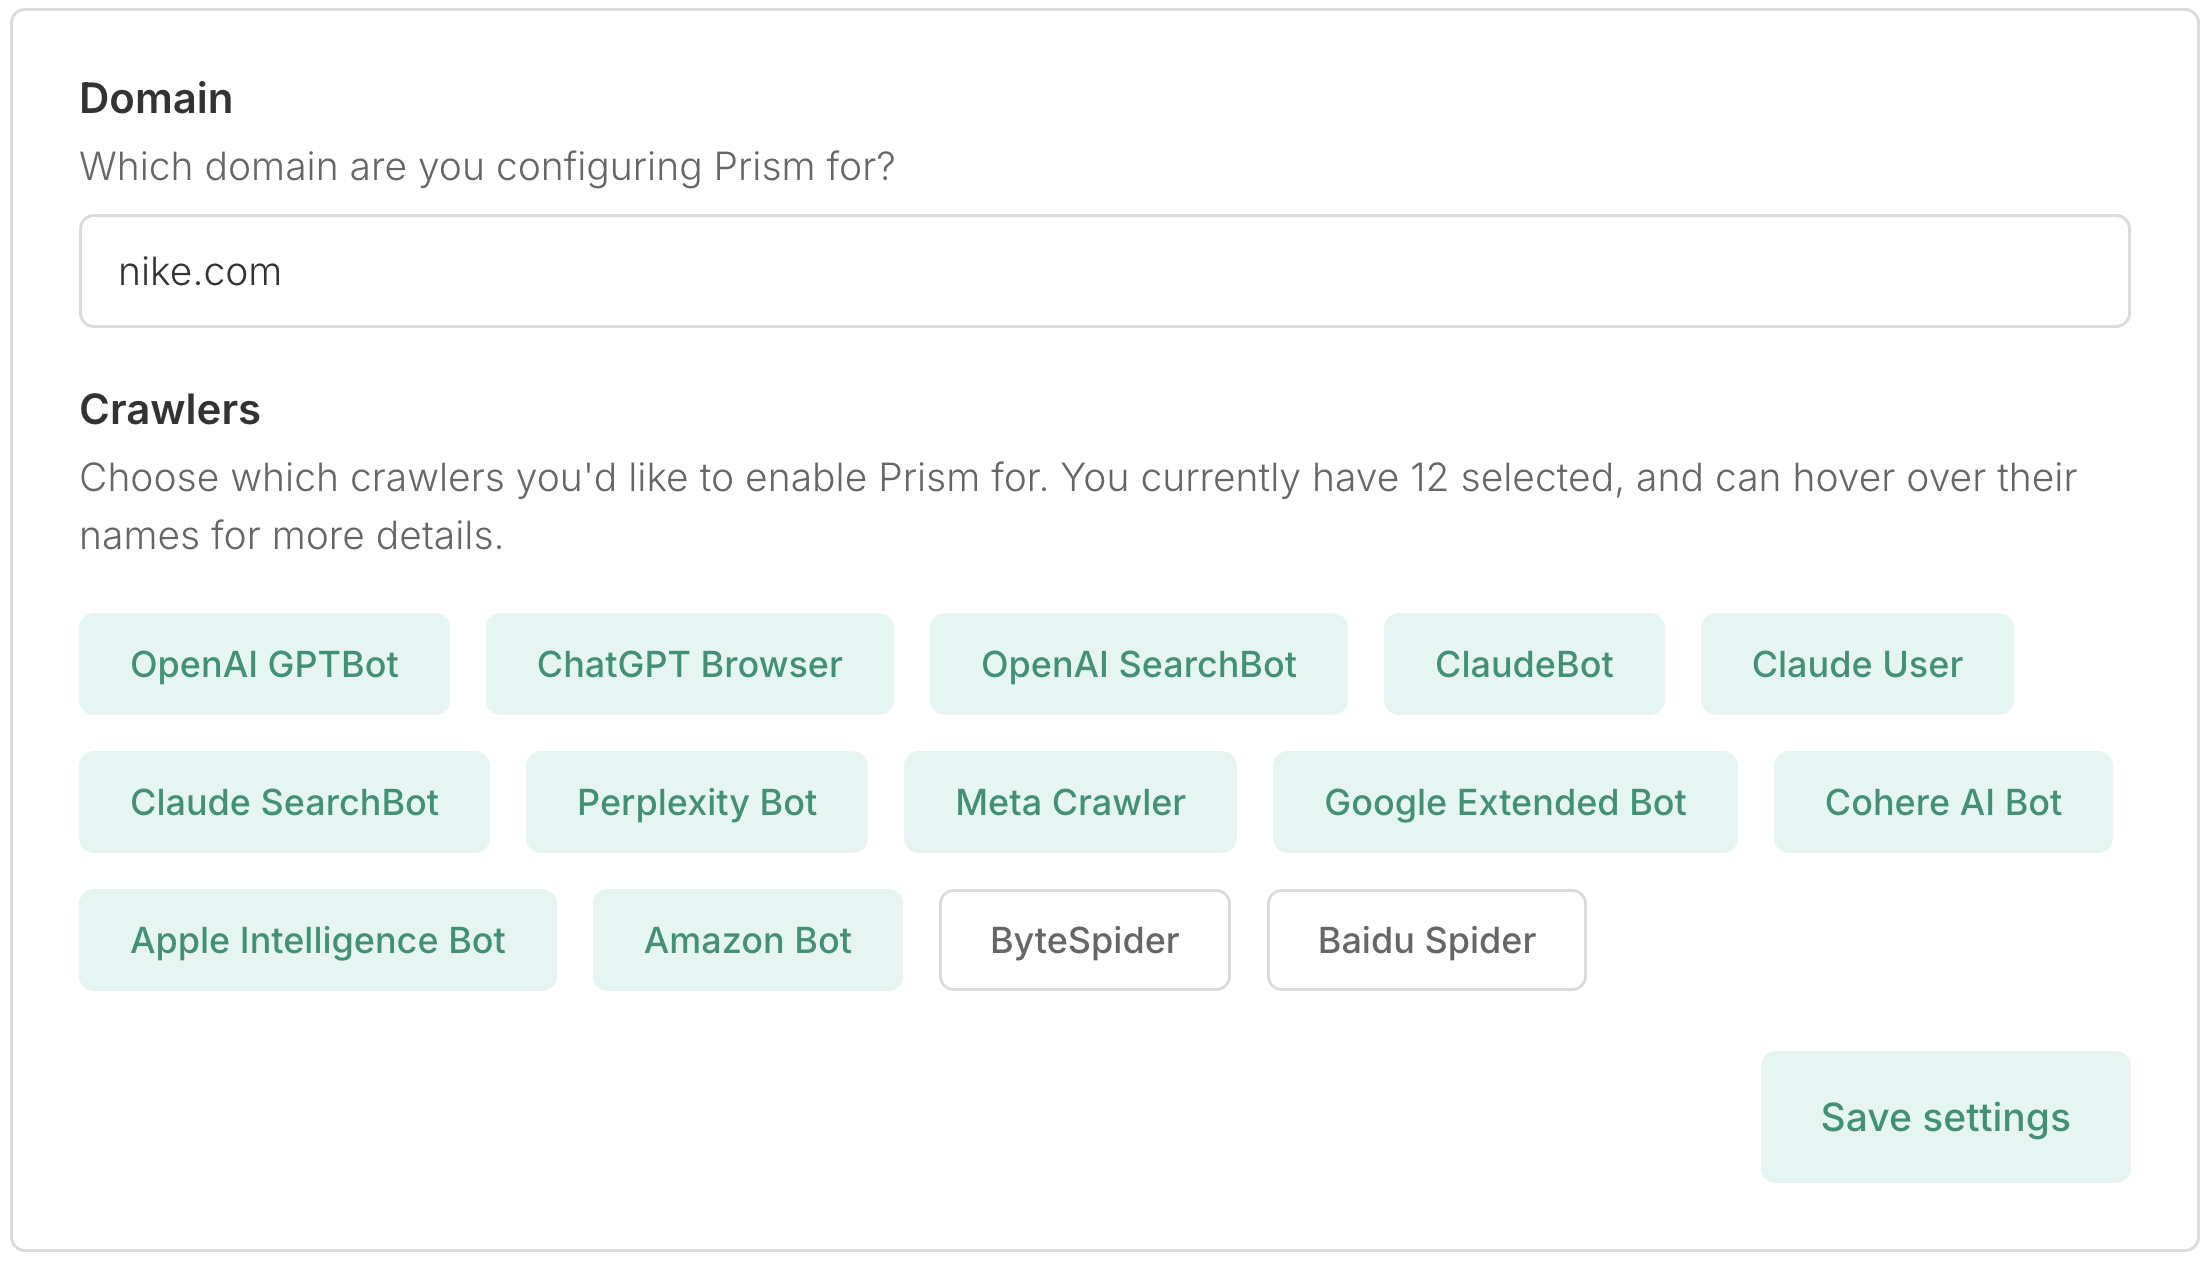 Domain
Which domain are you configuring Prism for?
nike.com
Crawlers
Choose which crawlers you'd like to enable Prism for. You currently have 12 selected, and can hover over their
names for more details.
OpenAI GPTBot
ChatGPT Browser
OpenAI SearchBot
ClaudeBot
Claude User
Claude SearchBot
Perplexity Bot
Meta Crawler
Google Extended Bot
Cohere AI Bot
Apple Intelligence Bot
Amazon Bot
ByteSpider
Baidu Spider
Save settings